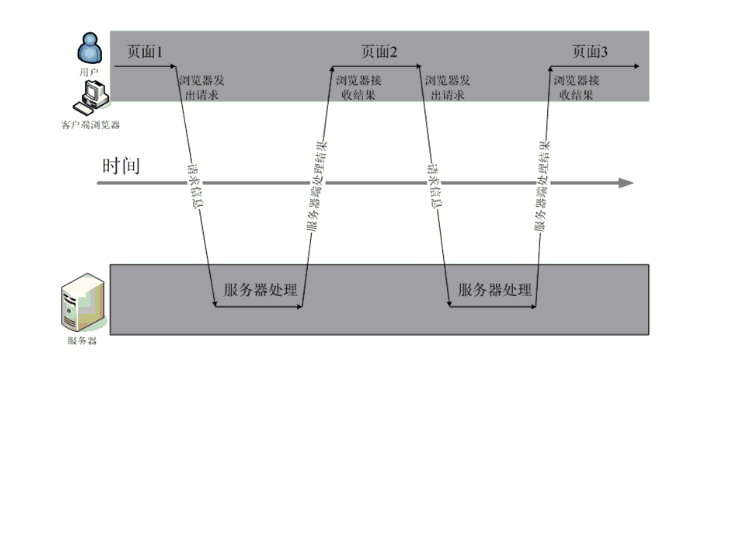 页面1
页面2
页面3
用户
浏览器发
出请求
浏览器接
收结果
浏览器发
出请求
浏览器接
收结果
客户端浏览器
时间
请求信息
服务器端处理结果
请求信息
服务器端处理结果
服务器处理
服务器处理
服务器